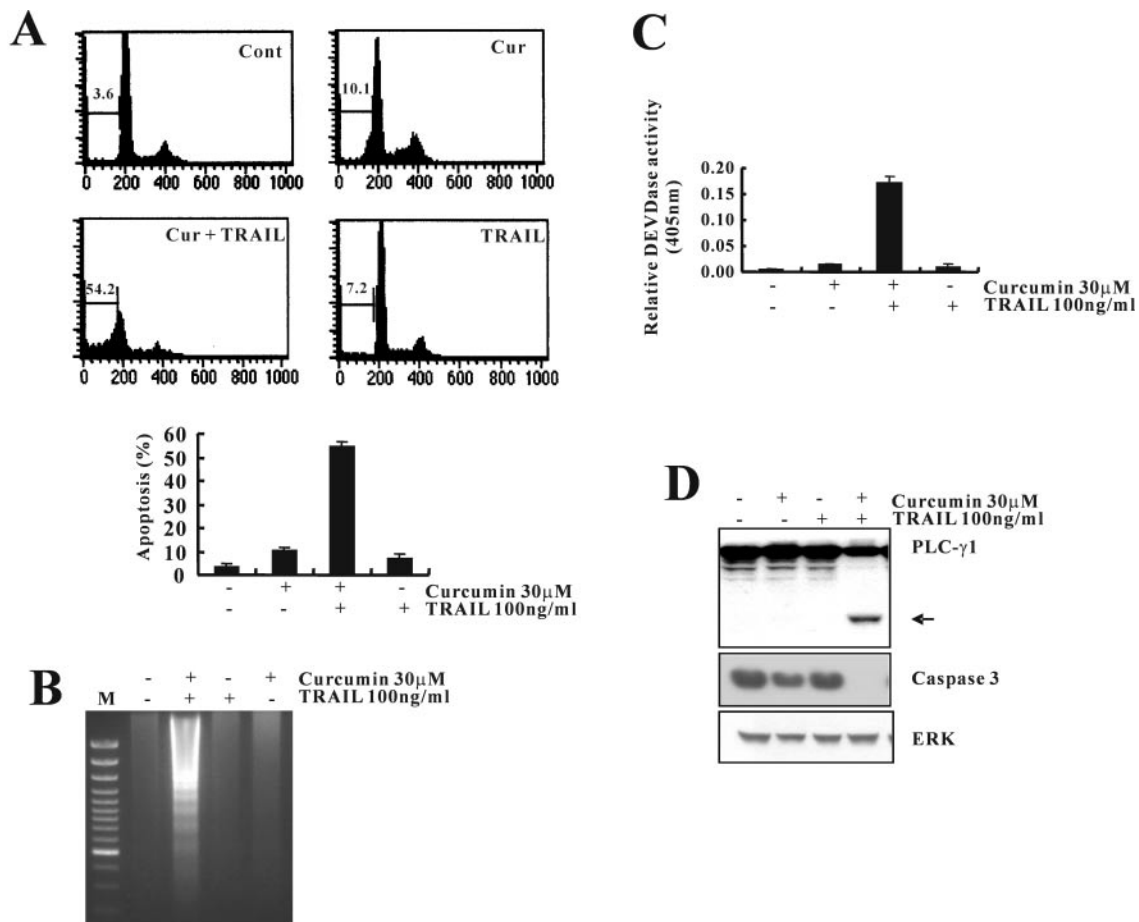 A
Cont
3.6
0 200 400 600 800 1000
Cur
10.1
0 200 400 600 800 1000
Cur + TRAIL
54.2
0 200 400 600 800 1000
TRAIL
7.2
0 200 400 600 800 1000
Apoptosis (%)
60
50
40
30
20
10
0
- + + - Curcumin 30μM
- - + + TRAIL 100ng/ml
B
- + - + Curcumin 30μM
M - + + - TRAIL 100ng/ml
C
Relative DEVDase activity
(405nm)
0.20
0.15
0.10
0.05
0.00
- + + - Curcumin 30μM
- - + + TRAIL 100ng/ml
D
- + - + Curcumin 30μM
- - + + TRAIL 100ng/ml
PLC-γ1
←
Caspase 3
ERK